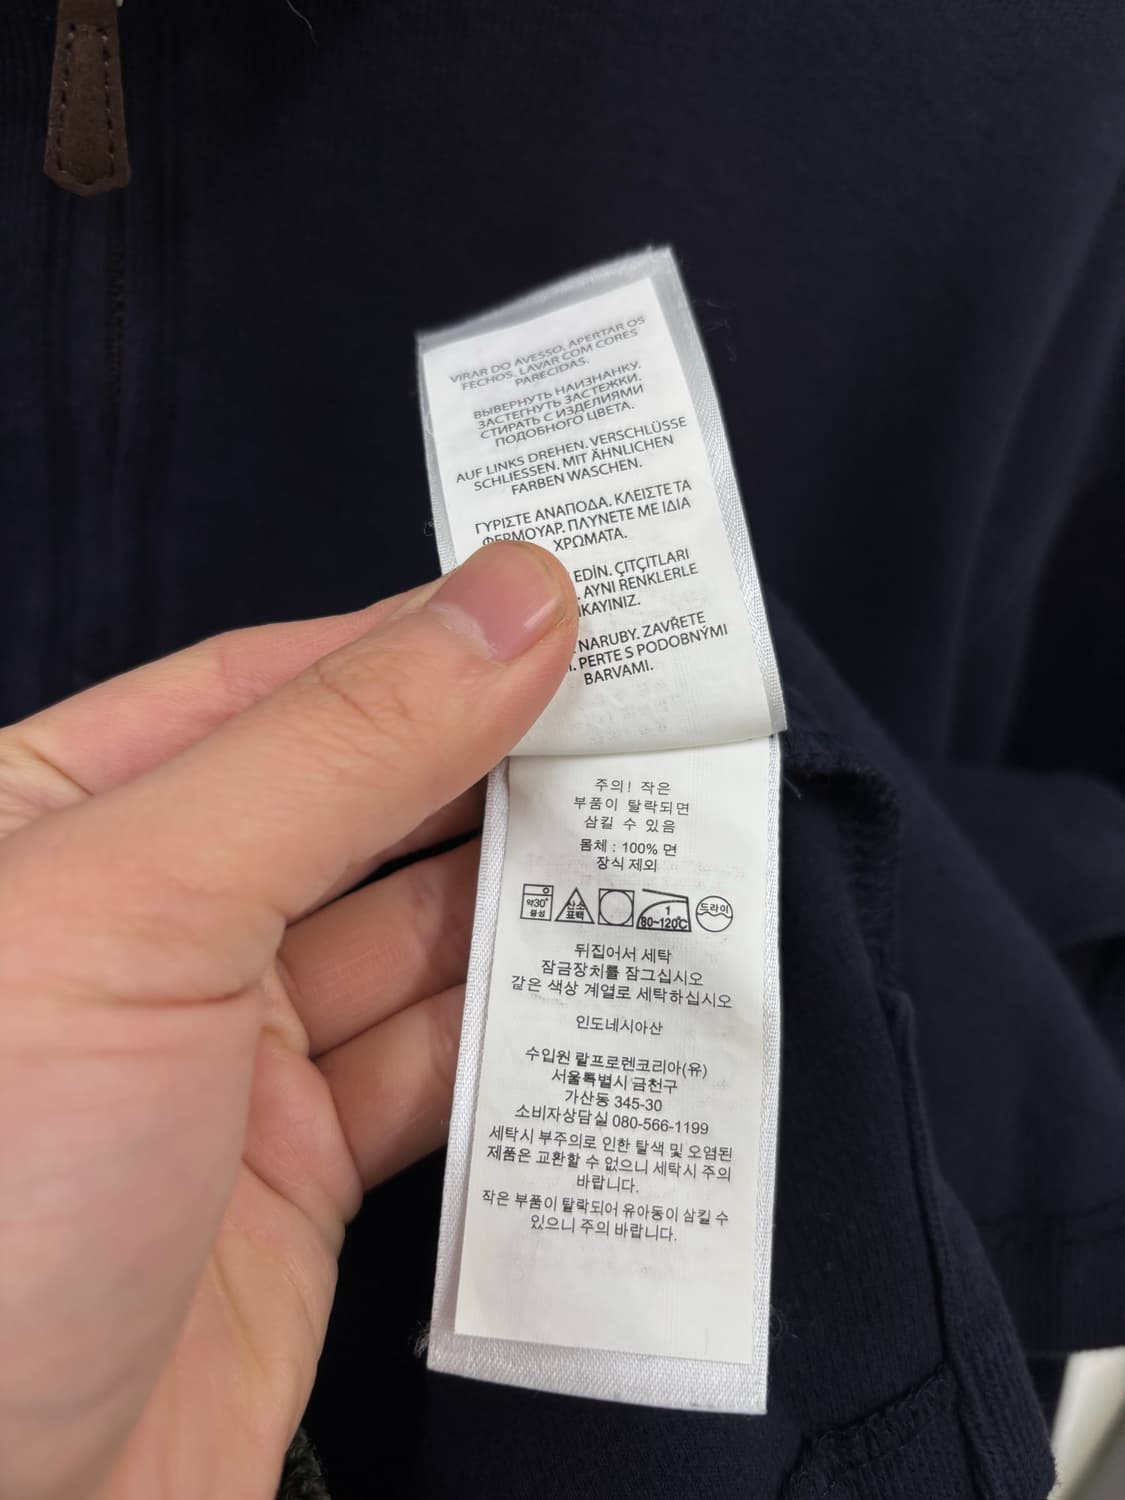 VIRAR DO AVESSO. APERTAR OS
FECHOS. LAVAR COM CORES
PARECIDAS.
ВЫВЕРНУТЬ НАИЗНАНКУ.
ЗАСТЕГНУТЬ ЗАСТЕЖКИ.
СТИРАТЬ С ИЗДЕЛИЯМИ
ПОДОБНОГО ЦВЕТА.
AUF LINKS DREHEN. VERSCHLÜSSE
SCHLIESSEN. MIT ÄHNLICHEN
FARBEN WASCHEN.
ΓΥΡΙΣΤΕ ΑΝΑΠΟΔΑ. ΚΛΕΙΣΤΕ ΤΑ
ΦΕΡΜΟΥΑΡ. ΠΛΥΝΕΤΕ ΜΕ ΙΔΙΑ
ΧΡΩΜΑΤΑ.
EDİN. ÇITÇITLARI
. AYNI RENKLERLE
IKAYINIZ.
NARUBY. ZAVŘETE
. PERTE S PODOBNÝMI
BARVAMI.
주의! 작은
부품이 탈락되면
삼킬 수 있음
몸체 : 100% 면
장식 제외
약30° 중성 산소 표백 1 80~120℃ 드라이
뒤집어서 세탁
잠금장치를 잠그십시오
같은 색상 계열로 세탁하십시오
인도네시아산
수입원 랄프로렌코리아(유)
서울특별시 금천구
가산동 345-30
소비자상담실 080-566-1199
세탁시 부주의로 인한 탈색 및 오염된
제품은 교환할 수 없으니 세탁시 주의
바랍니다.
작은 부품이 탈락되어 유아동이 삼킬 수
있으니 주의 바랍니다.